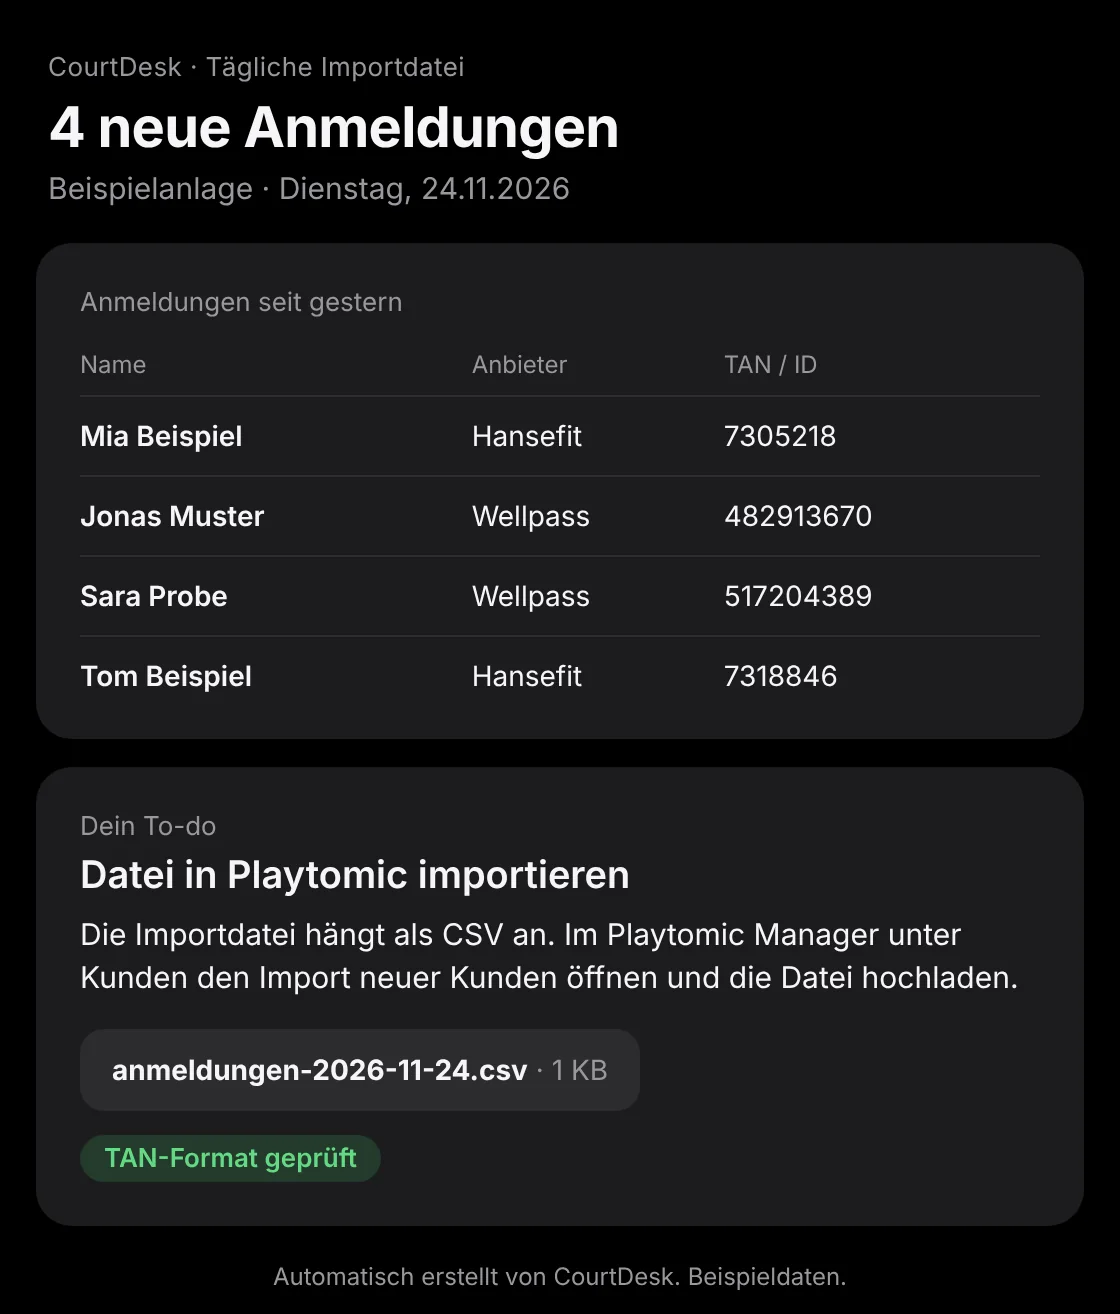 CourtDesk · Tägliche Importdatei
4 neue Anmeldungen
Beispielanlage · Dienstag, 24.11.2026
Anmeldungen seit gestern
Name Anbieter TAN / ID
Mia Beispiel Hansefit 7305218
Jonas Muster Wellpass 482913670
Sara Probe Wellpass 517204389
Tom Beispiel Hansefit 7318846
Dein To-do
Datei in Playtomic importieren
Die Importdatei hängt als CSV an. Im Playtomic Manager unter
Kunden den Import neuer Kunden öffnen und die Datei hochladen.
anmeldungen-2026-11-24.csv · 1 KB
TAN-Format geprüft
Automatisch erstellt von CourtDesk. Beispieldaten.